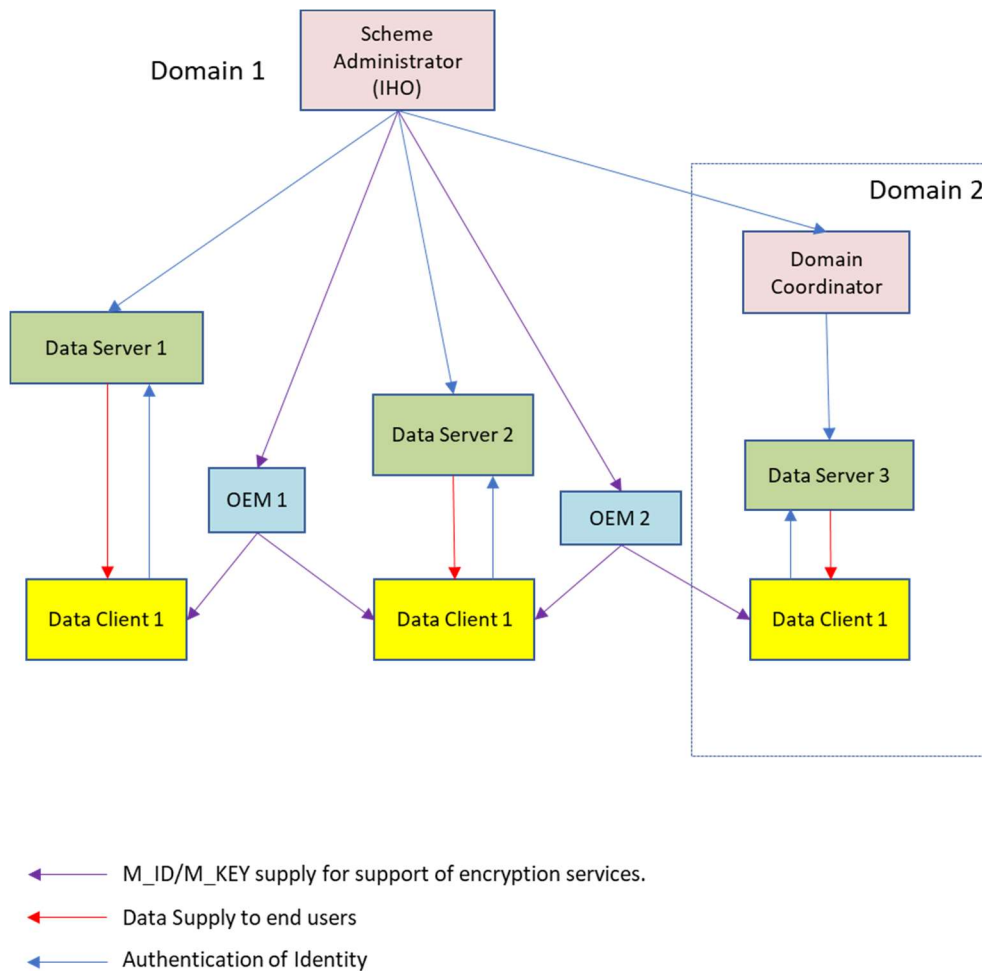 Scheme
Administrator
(IHO)
Domain 1
Domain 2
Domain
Coordinator
Data Server 1
Data Server 2
Data Server 3
OEM 1
OEM 2
Data Client 1
Data Client 1
Data Client 1
M_ID/M_KEY supply for support of encryption services.
Data Supply to end users
Authentication of Identity